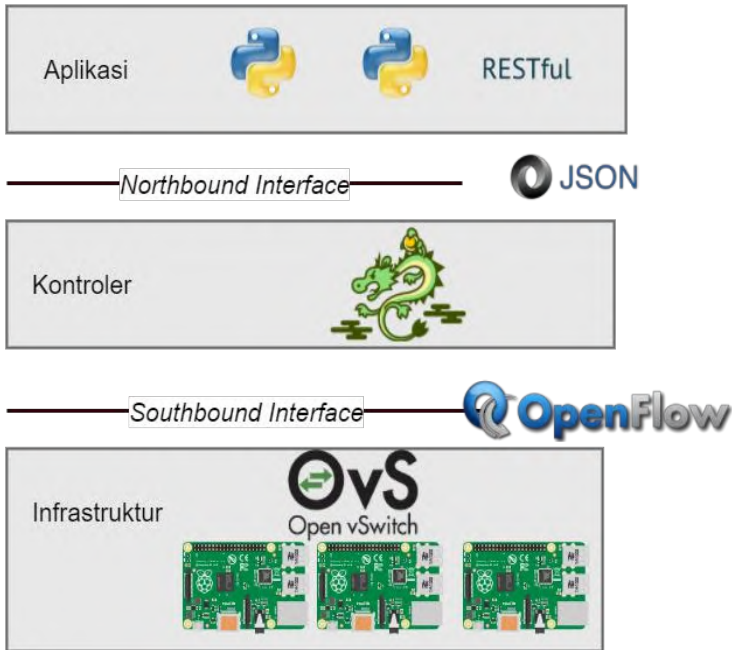 Aplikasi
RESTful
Northbound Interface
JSON
Kontroler
Southbound Interface
OpenFlow
OvS
Open vSwitch
Infrastruktur